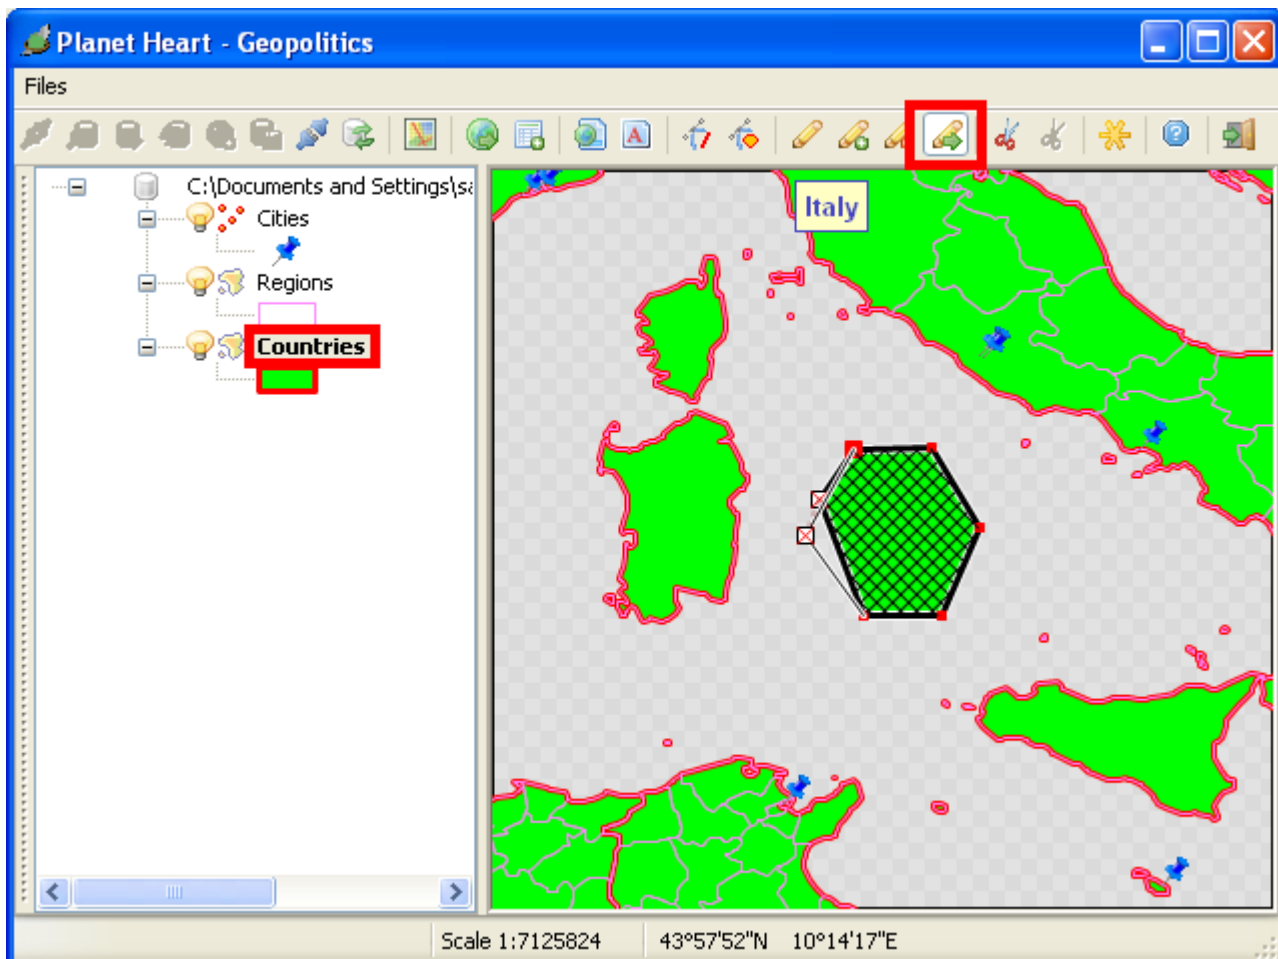 Planet Heart - Geopolitics
Files
C:\Documents and Settings\sa
Cities
Regions
Countries
Italy
Scale 1:7125824
43°57'52"N 10°14'17"E